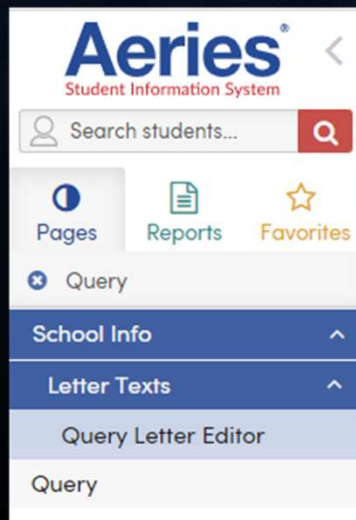 Aeries®
Student Information System
Search students...
Pages Reports Favorites
Query
School Info
Letter Texts
Query Letter Editor
Query